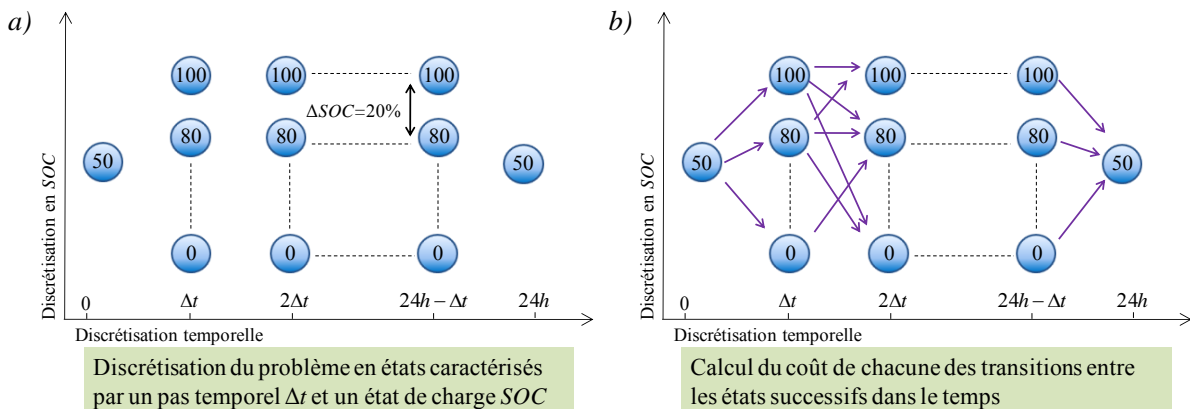 a)
Discrétisation en SOC
100 100 100
ΔSOC=20%
80 80 80
50 50
0 0 0
0 Δt 2Δt 24h − Δt 24h
Discrétisation temporelle
Discrétisation du problème en états caractérisés
par un pas temporel Δt et un état de charge SOC
b)
Discrétisation en SOC
100 100 100
80 80 80
50 50
0 0 0
0 Δt 2Δt 24h − Δt 24h
Discrétisation temporelle
Calcul du coût de chacune des transitions entre
les états successifs dans le temps